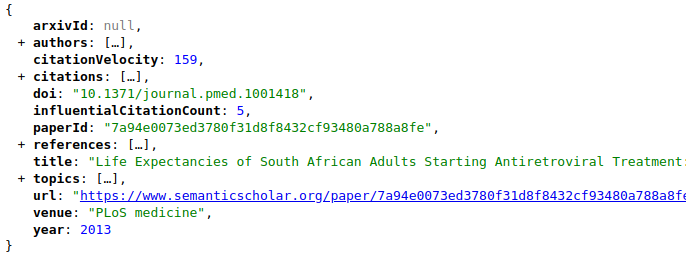 {
arxivId: null,
+ authors: […],
citationVelocity: 159,
+ citations: […],
doi: "10.1371/journal.pmed.1001418",
influentialCitationCount: 5,
paperId: "7a94e0073ed3780f31d8f8432cf93480a788a8fe",
+ references: […],
title: "Life Expectancies of South African Adults Starting Antiretroviral Treatment:
+ topics: […],
url: "https://www.semanticscholar.org/paper/7a94e0073ed3780f31d8f8432cf93480a788a8fe
venue: "PLoS medicine",
year: 2013
}